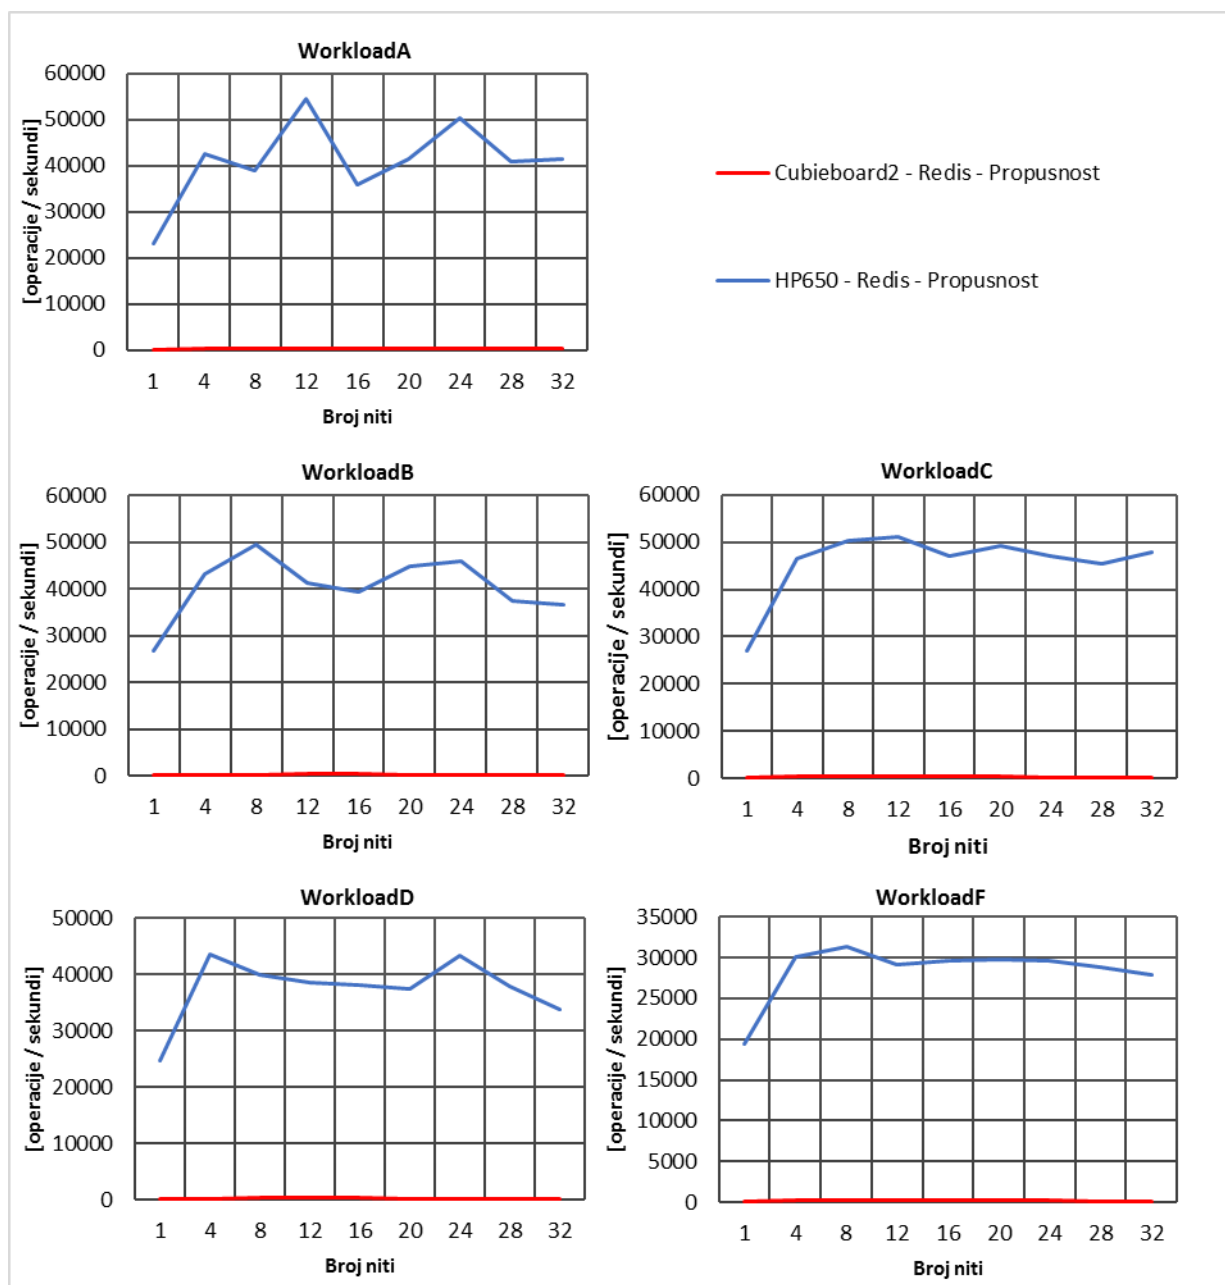 WorkloadA
[operacije / sekundi]
60000
50000
40000
30000
20000
10000
0
1 4 8 12 16 20 24 28 32
Broj niti
Cubieboard2 - Redis - Propusnost
HP650 - Redis - Propusnost
WorkloadB
[operacije / sekundi]
60000
50000
40000
30000
20000
10000
0
1 4 8 12 16 20 24 28 32
Broj niti
WorkloadC
[operacije / sekundi]
60000
50000
40000
30000
20000
10000
0
1 4 8 12 16 20 24 28 32
Broj niti
WorkloadD
[operacije / sekundi]
50000
40000
30000
20000
10000
0
1 4 8 12 16 20 24 28 32
Broj niti
WorkloadF
[operacije / sekundi]
35000
30000
25000
20000
15000
10000
5000
0
1 4 8 12 16 20 24 28 32
Broj niti